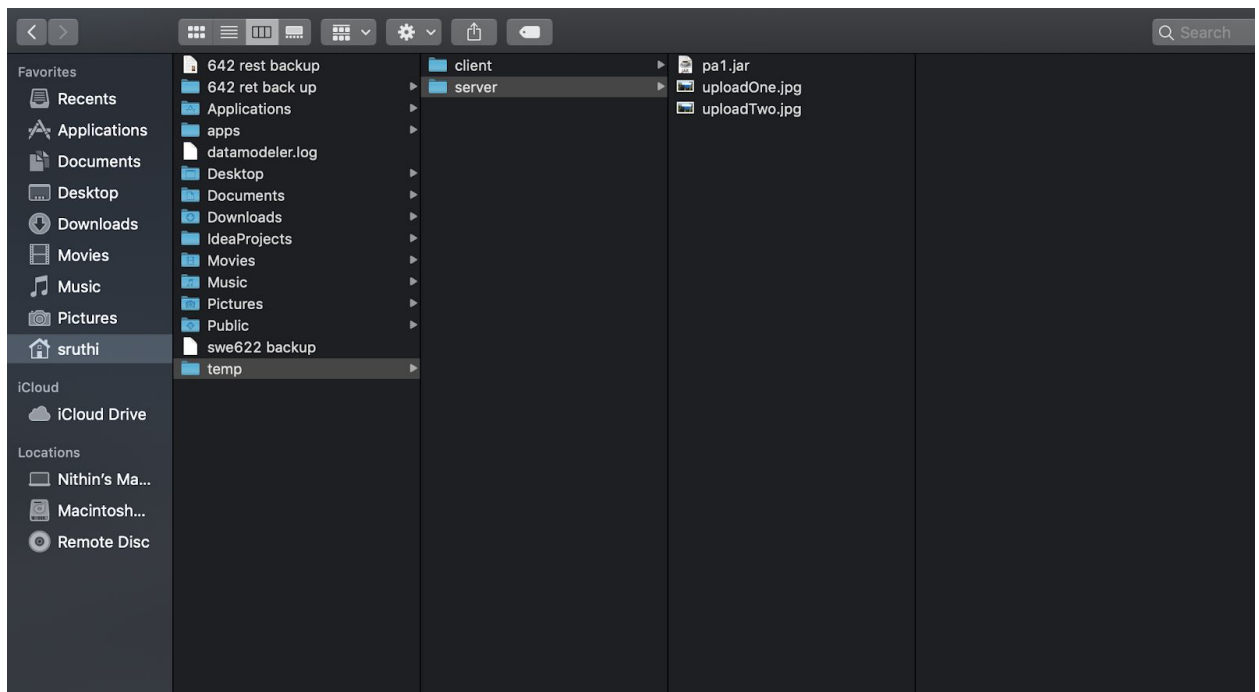 Search
Favorites
Recents
Applications
Documents
Desktop
Downloads
Movies
Music
Pictures
sruthi
iCloud
iCloud Drive
Locations
Nithin's Ma...
Macintosh...
Remote Disc
642 rest backup
642 ret back up
Applications
apps
datamodeler.log
Desktop
Documents
Downloads
IdeaProjects
Movies
Music
Pictures
Public
swe622 backup
temp
client
server
pa1.jar
uploadOne.jpg
uploadTwo.jpg